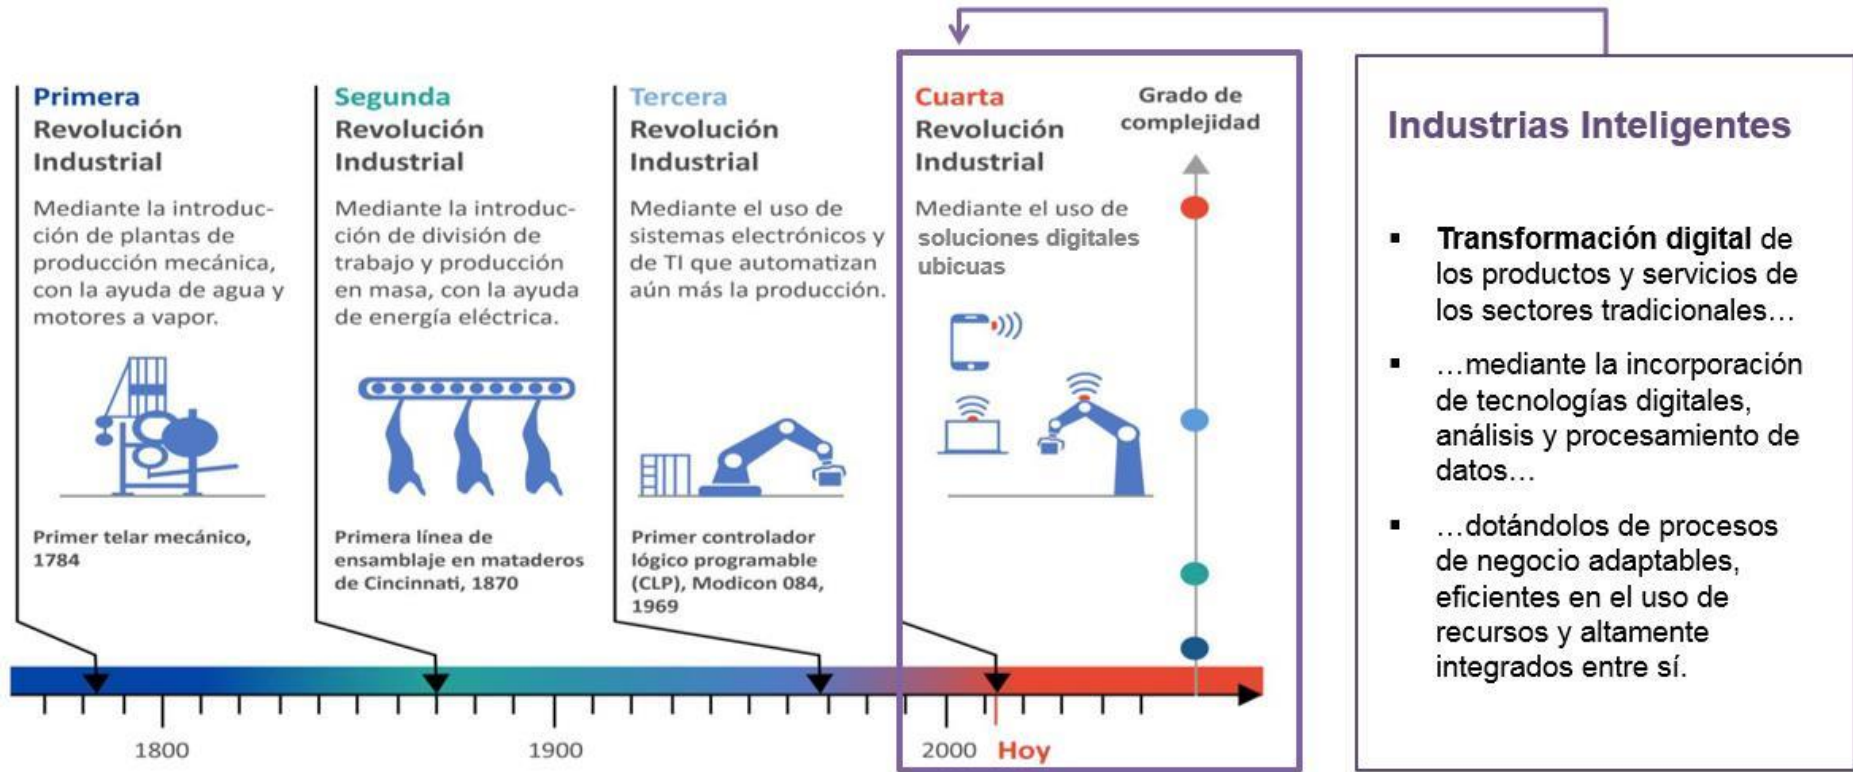 Primera
Revolución
Industrial
Mediante la introduc-
ción de plantas de
producción mecánica,
con la ayuda de agua y
motores a vapor.
Primer telar mecánico,
1784
Segunda
Revolución
Industrial
Mediante la introduc-
ción de división de
trabajo y producción
en masa, con la ayuda
de energía eléctrica.
Primera línea de
ensamblaje en mataderos
de Cincinnati, 1870
Tercera
Revolución
Industrial
Mediante el uso de
sistemas electrónicos y
de TI que automatizan
aún más la producción.
Primer controlador
lógico programable
(CLP), Modicon 084,
1969
Cuarta
Revolución
Industrial
Mediante el uso de
soluciones digitales
ubicuas
Grado de
complejidad
1800
1900
2000
Hoy
Industrias Inteligentes
▪ Transformación digital de
los productos y servicios de
los sectores tradicionales…
▪ …mediante la incorporación
de tecnologías digitales,
análisis y procesamiento de
datos…
▪ …dotándolos de procesos
de negocio adaptables,
eficientes en el uso de
recursos y altamente
integrados entre sí.